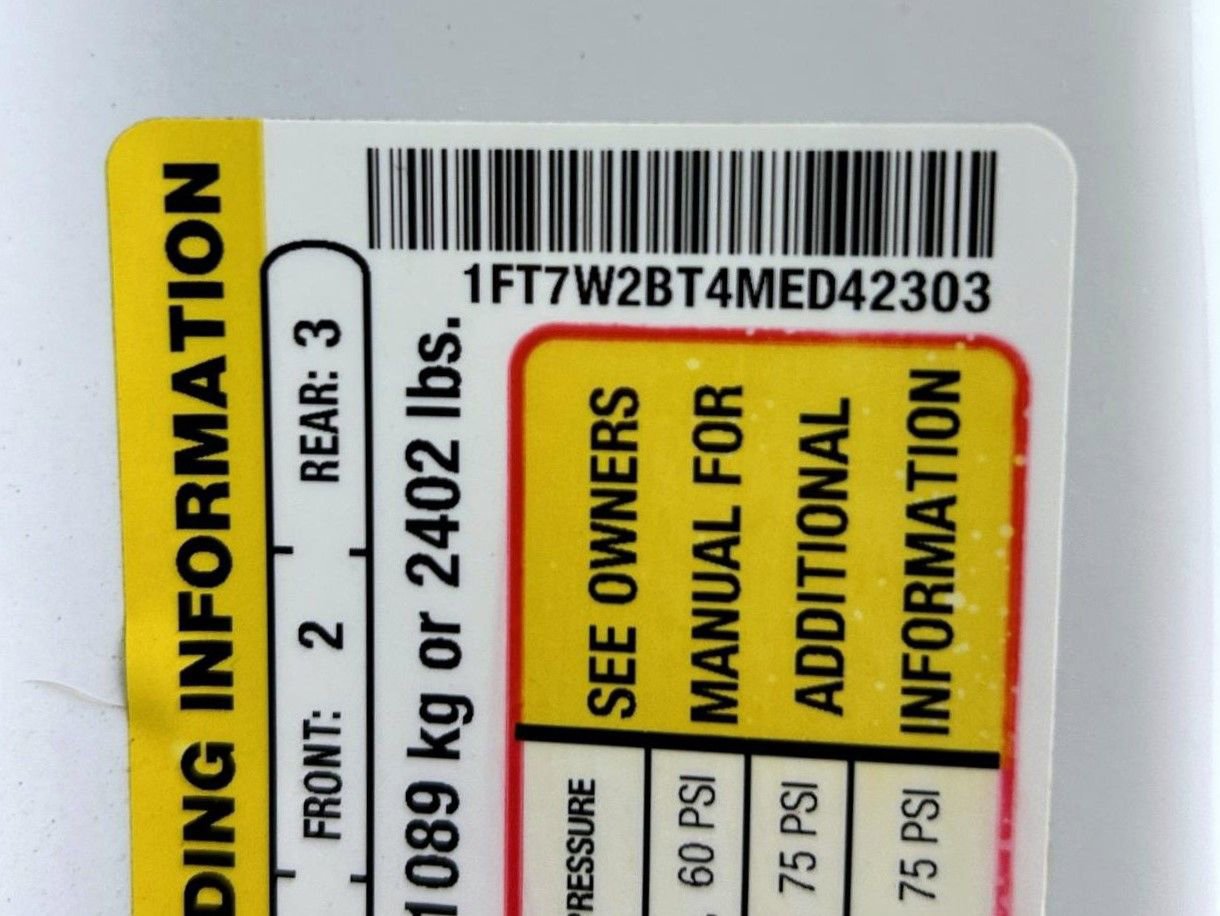 1FT7W2BT4MED42303
DING INFORMATION
FRONT: 2 REAR: 3
1089 kg or 2402 lbs.
PRESSURE
60 PSI
75 PSI
75 PSI
SEE OWNERS
MANUAL FOR
ADDITIONAL
INFORMATION